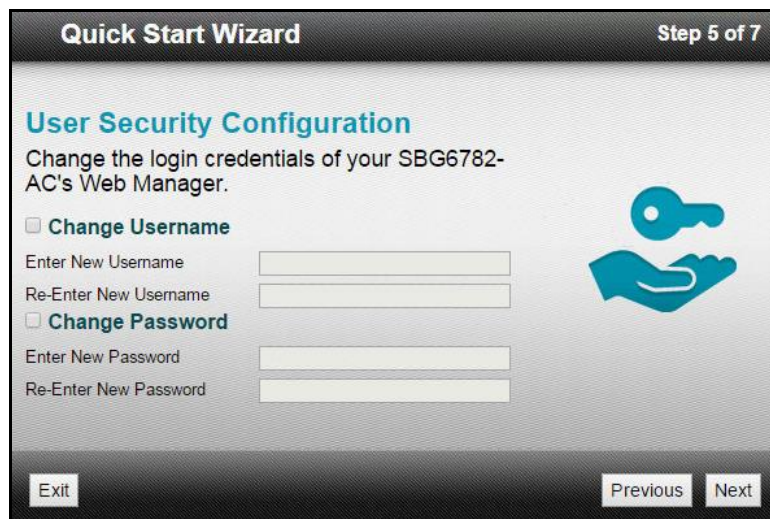 Quick Start Wizard
Step 5 of 7
User Security Configuration
Change the login credentials of your SBG6782-
AC's Web Manager.
Change Username
Enter New Username
Re-Enter New Username
Change Password
Enter New Password
Re-Enter New Password
Exit
Previous
Next